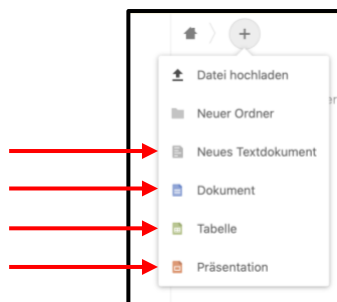 +
Datei hochladen
Neuer Ordner
Neues Textdokument
Dokument
Tabelle
Präsentation